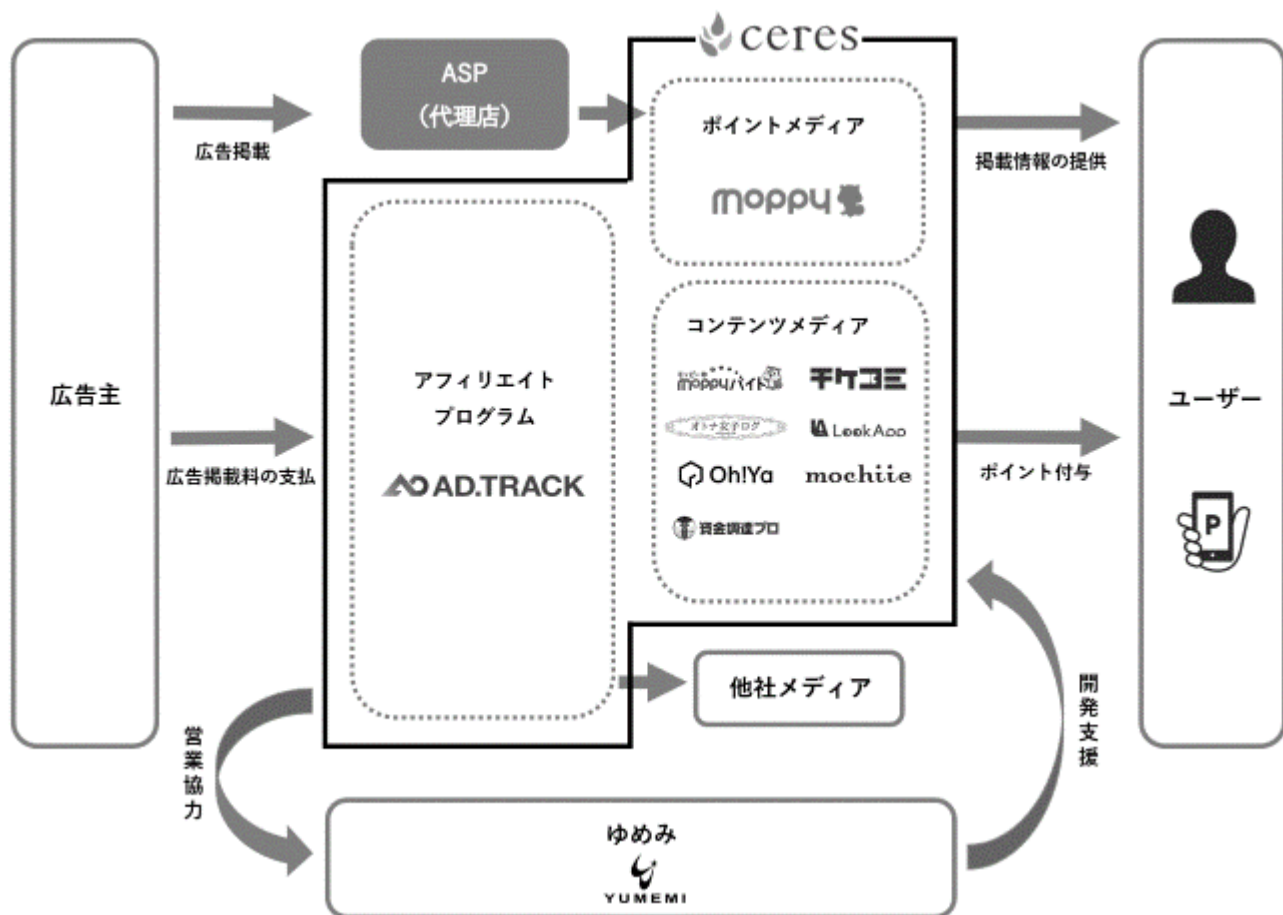 ceres
ASP
（代理店）
広告掲載
ポイントメディア
moppy
掲載情報の提供
広告主
アフィリエイト
プログラム
AD.TRACK
広告掲載料の支払
コンテンツメディア
moppyバイト
チケコミ
オトナ女子ログ
LookApp
Oh!Ya
mochiie
資金調達プロ
ユーザー
P
ポイント付与
他社メディア
営業協力
開発支援
ゆめみ
YUMEMI